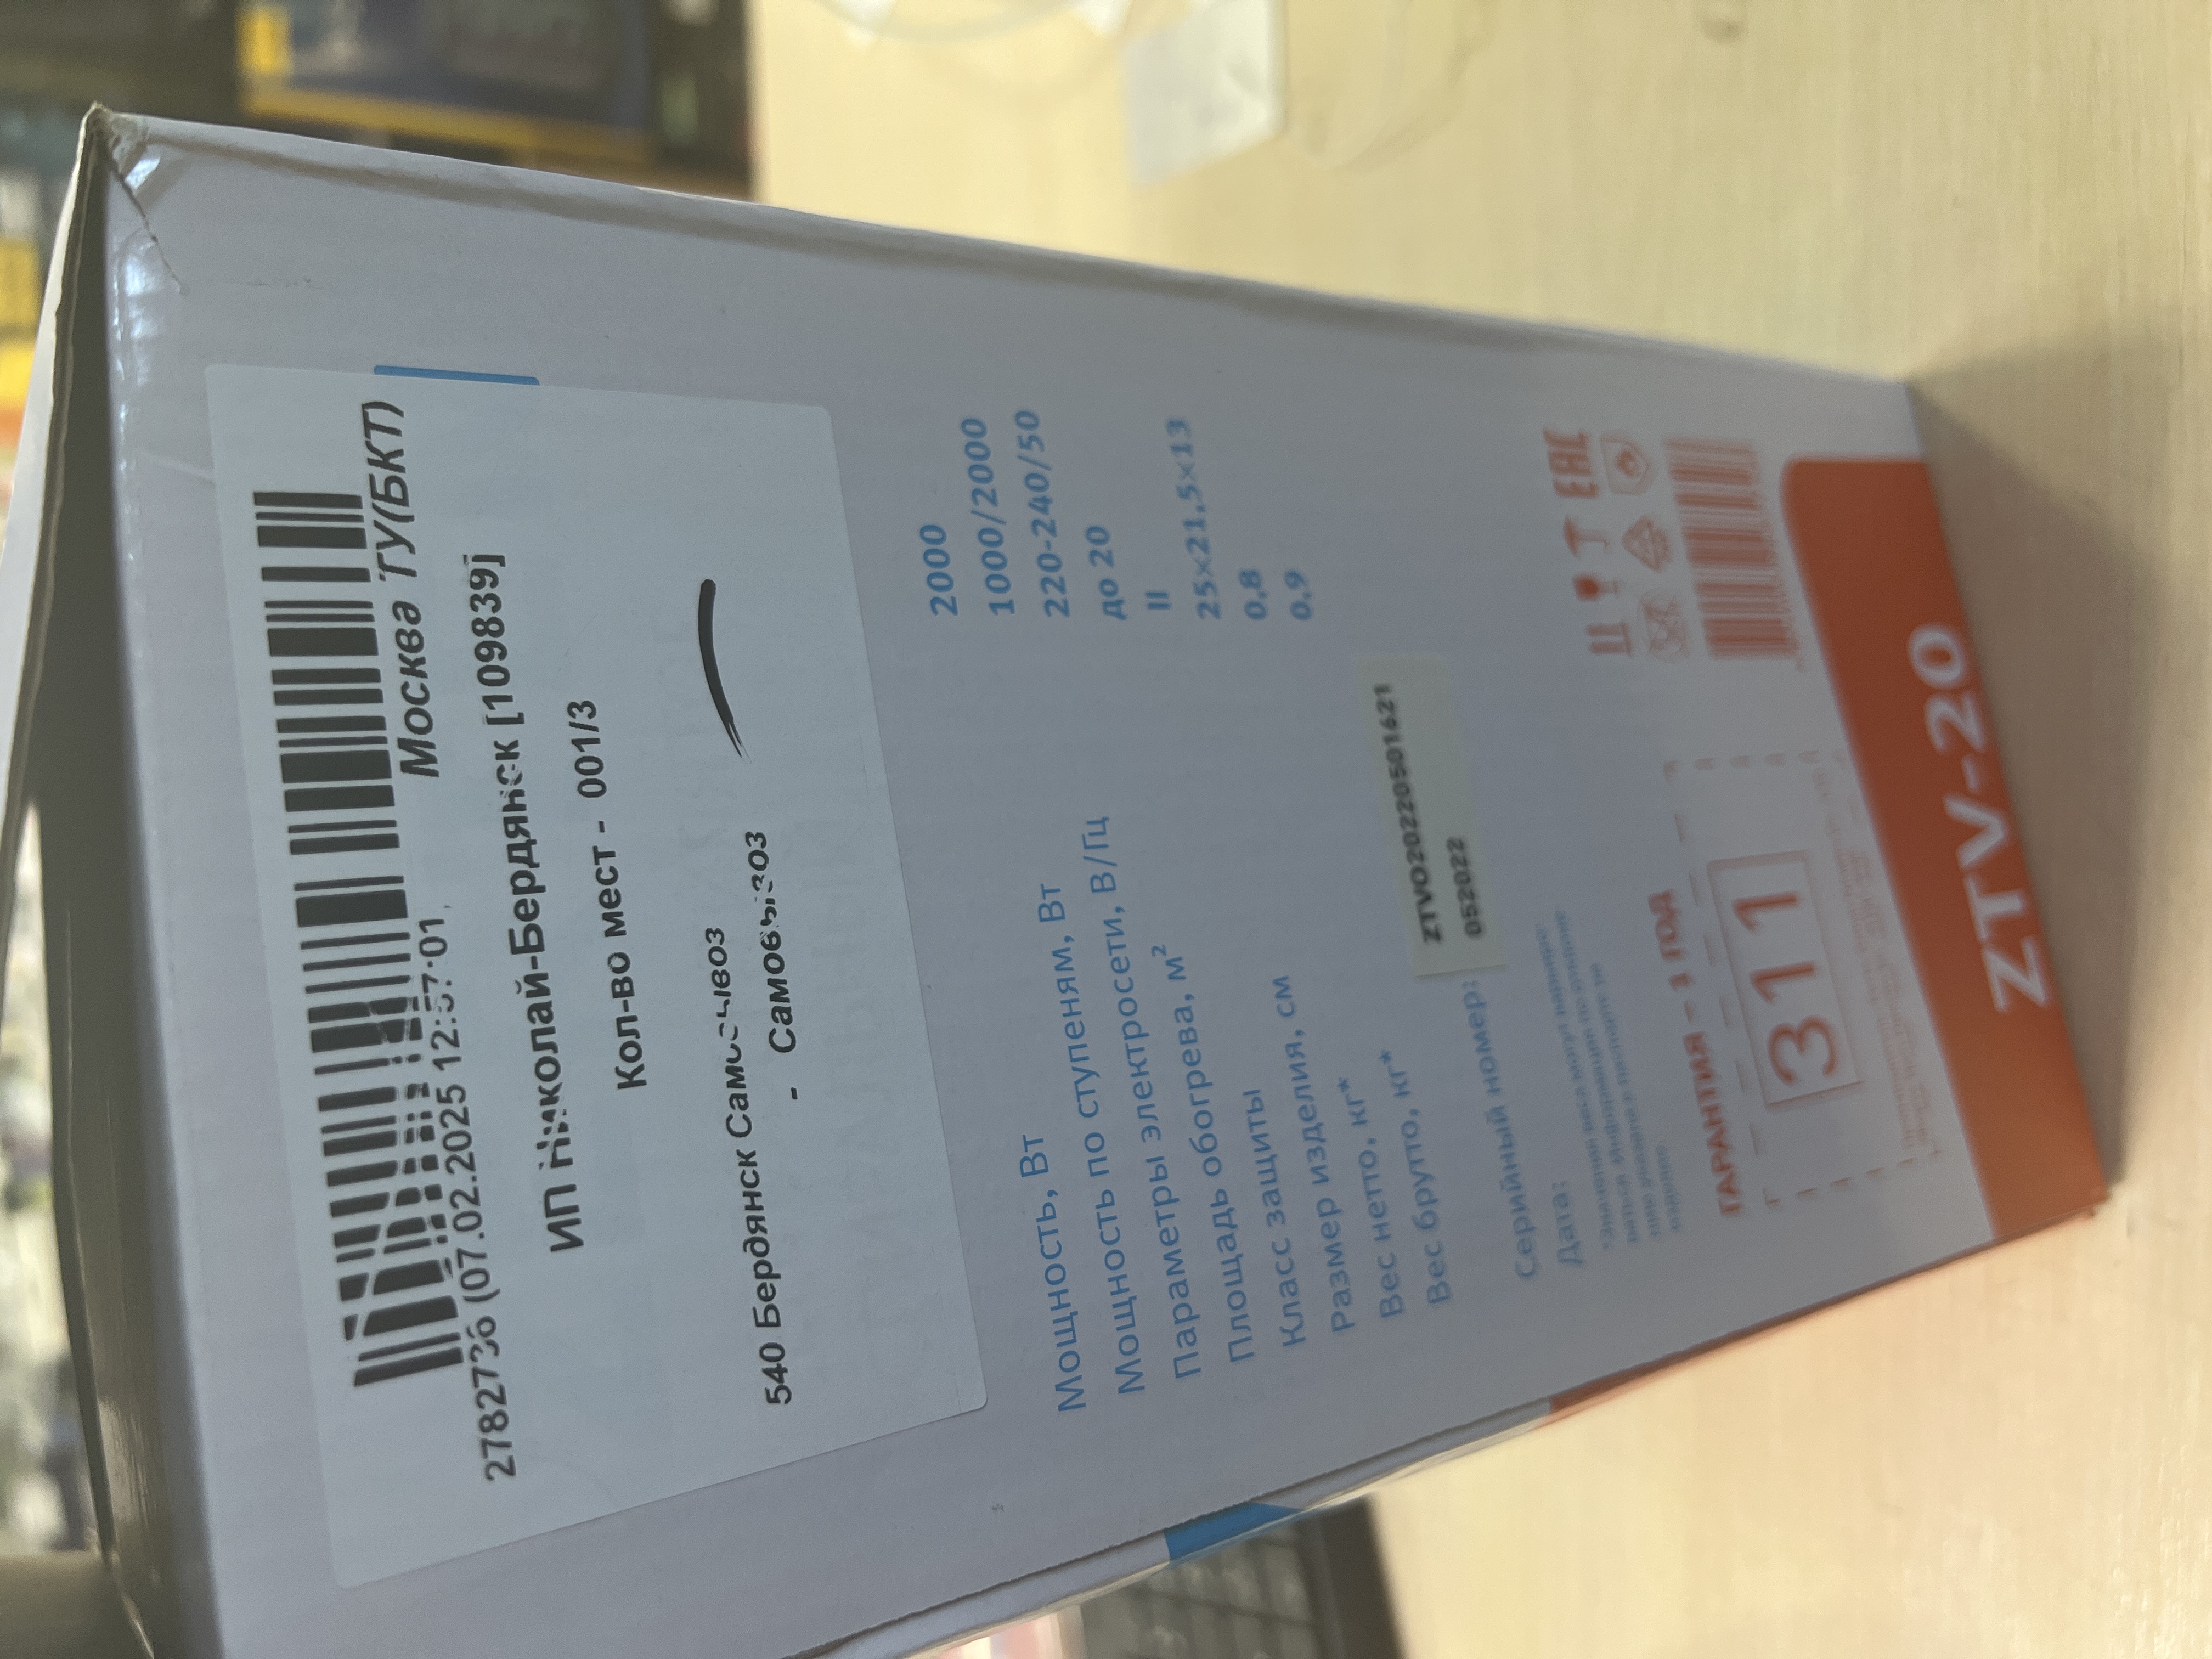 Москва ТУ(БКТ)
2782736 (07.02.2025 12:57:01
ИП Николай-Бердянск [109839]
Кол-во мест - 001/3
540 Бердянск Самовывоз
- Самовывоз
Мощность, Вт 2000
Мощность по ступеням, Вт 1000/2000
Параметры электросети, В/Гц 220-240/50
Площадь обогрева, м² до 20
Класс защиты II
Размер изделия, см 25×21,5×13
Вес нетто, кг* 0,8
Вес брутто, кг* 0,9
Серийный номер: ZTVO20220501621
Дата: 052022
EAC
ГАРАНТИЯ – 1 ГОД
311
ZTV-20